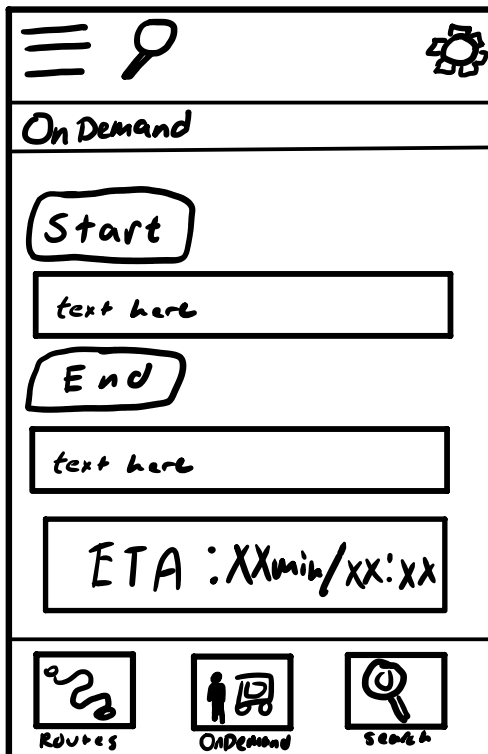 On Demand
Start
text here
End
text here
ETA : XXmin/xx:xx
Routes OnDemand Search